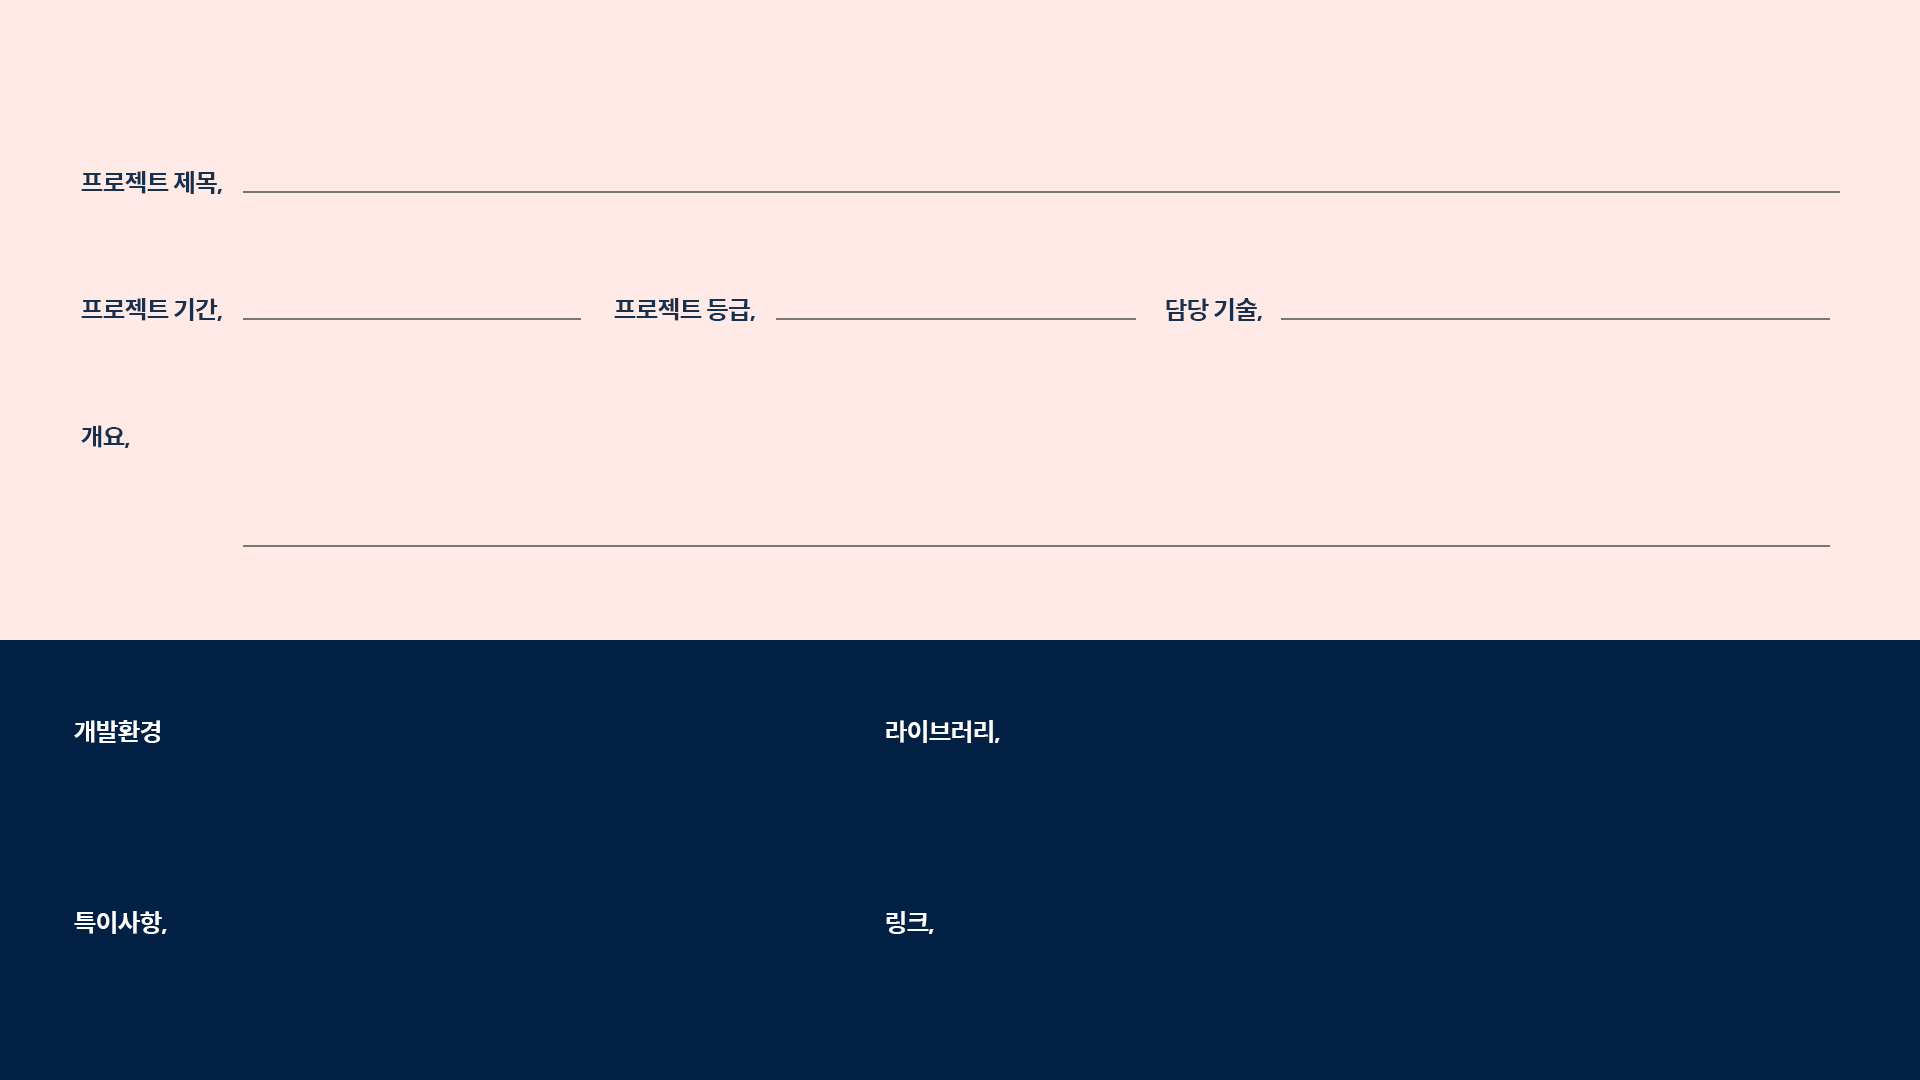 프로젝트 제목,
프로젝트 기간, 프로젝트 등급, 담당 기술,
개요,
개발환경 라이브러리,
특이사항, 링크,